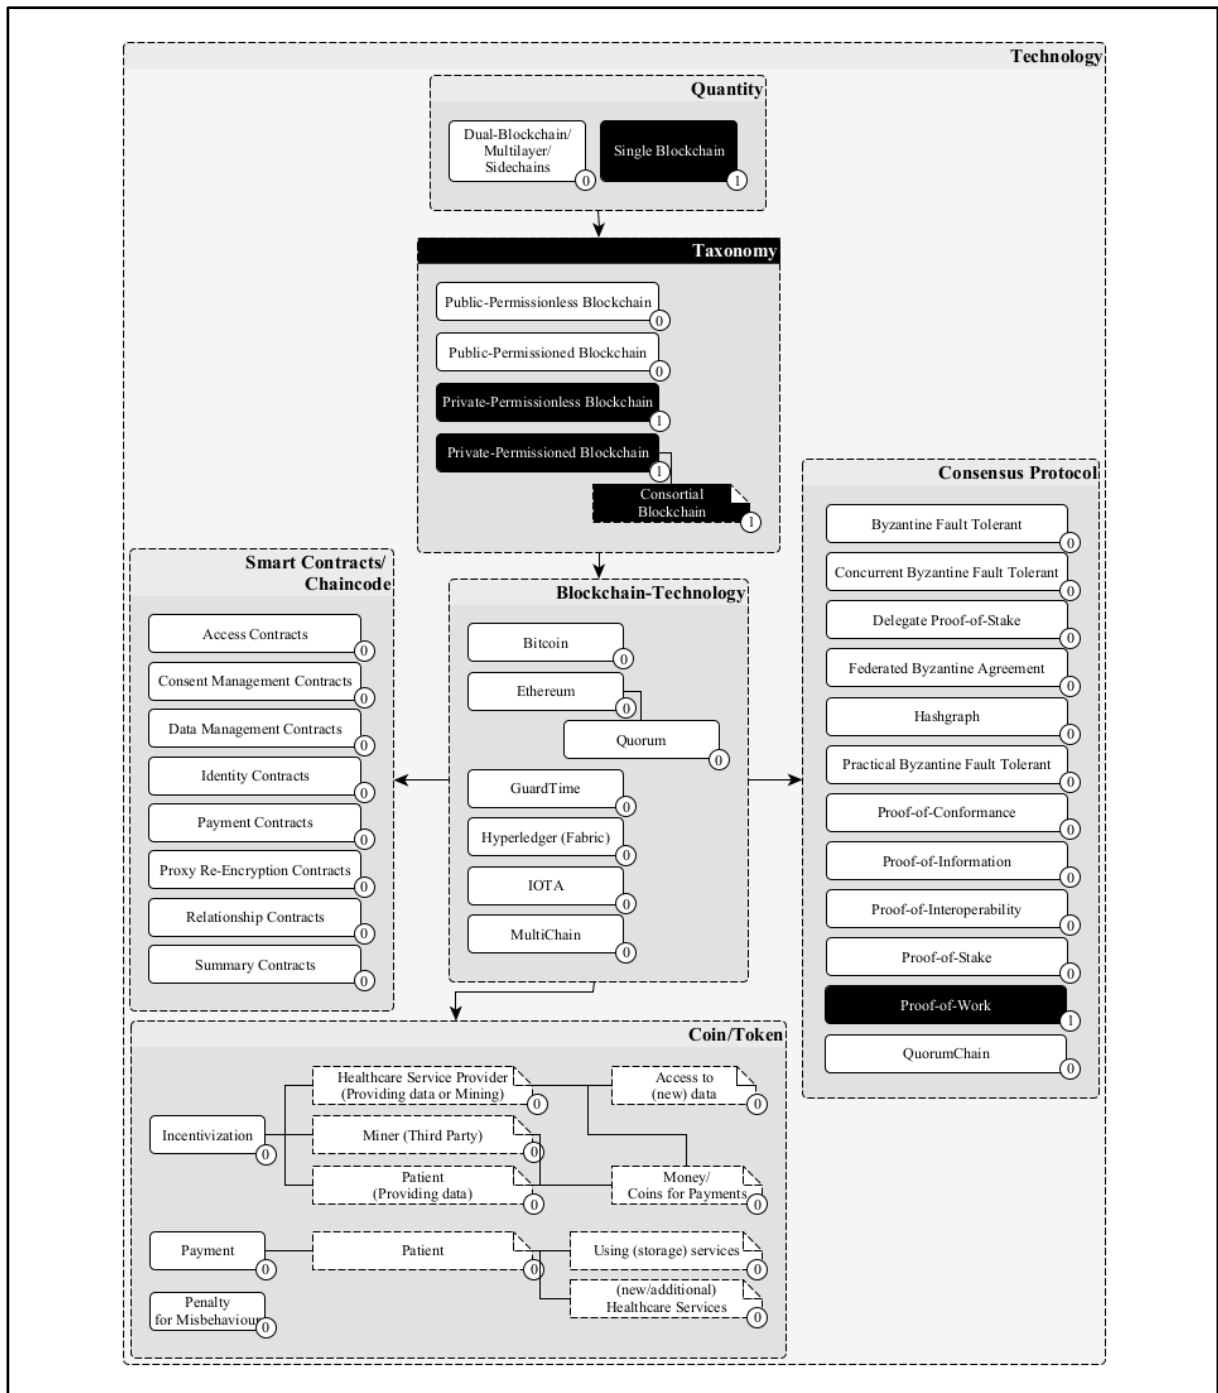 Technology
Quantity
Dual-Blockchain/
Multilayer/
Sidechains
0
Single Blockchain
1
Taxonomy
Public-Permissionless Blockchain
0
Public-Permissioned Blockchain
0
Private-Permissionless Blockchain
1
Private-Permissioned Blockchain
1
Consortial
Blockchain
1
Smart Contracts/
Chaincode
Access Contracts
0
Consent Management Contracts
0
Data Management Contracts
0
Identity Contracts
0
Payment Contracts
0
Proxy Re-Encryption Contracts
0
Relationship Contracts
0
Summary Contracts
0
Blockchain-Technology
Bitcoin
0
Ethereum
0
Quorum
0
GuardTime
0
Hyperledger (Fabric)
0
IOTA
0
MultiChain
0
Consensus Protocol
Byzantine Fault Tolerant
0
Concurrent Byzantine Fault Tolerant
0
Delegate Proof-of-Stake
0
Federated Byzantine Agreement
0
Hashgraph
0
Practical Byzantine Fault Tolerant
0
Proof-of-Conformance
0
Proof-of-Information
0
Proof-of-Interoperability
0
Proof-of-Stake
0
Proof-of-Work
1
QuorumChain
0
Coin/Token
Incentivization
0
Healthcare Service Provider
(Providing data or Mining)
0
Access to
(new) data
0
Miner (Third Party)
0
Patient
(Providing data)
0
Money/
Coins for Payments
0
Payment
0
Patient
0
Using (storage) services
0
(new/additional)
Healthcare Services
0
Penalty
for Misbehaviour
0